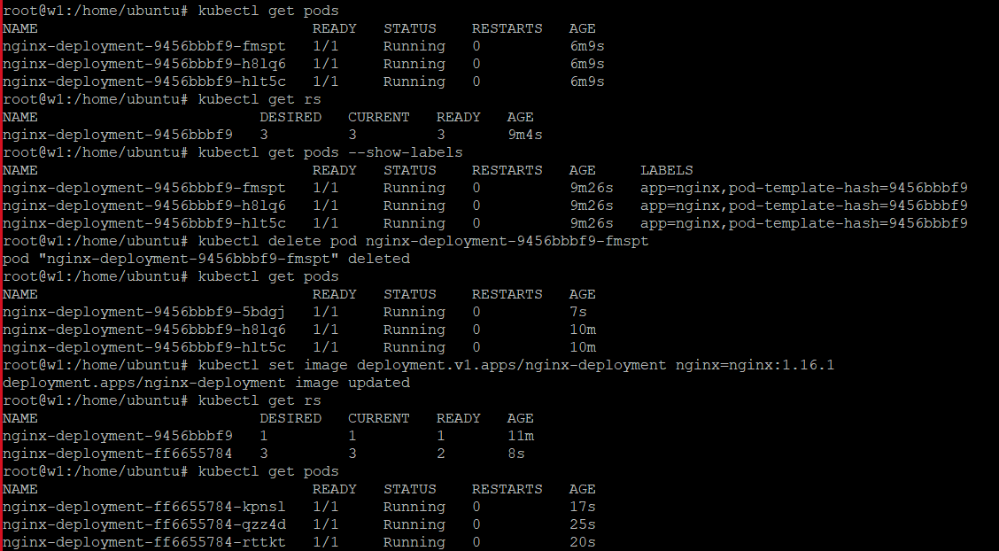 root@w1:/home/ubuntu# kubectl get pods
NAME                               READY   STATUS    RESTARTS   AGE
nginx-deployment-9456bbbf9-fmspt   1/1     Running   0          6m9s
nginx-deployment-9456bbbf9-h8lq6   1/1     Running   0          6m9s
nginx-deployment-9456bbbf9-hlt5c   1/1     Running   0          6m9s
root@w1:/home/ubuntu# kubectl get rs
NAME                         DESIRED   CURRENT   READY   AGE
nginx-deployment-9456bbbf9   3         3         3       9m4s
root@w1:/home/ubuntu# kubectl get pods --show-labels
NAME                               READY   STATUS    RESTARTS   AGE     LABELS
nginx-deployment-9456bbbf9-fmspt   1/1     Running   0          9m26s   app=nginx,pod-template-hash=9456bbbf9
nginx-deployment-9456bbbf9-h8lq6   1/1     Running   0          9m26s   app=nginx,pod-template-hash=9456bbbf9
nginx-deployment-9456bbbf9-hlt5c   1/1     Running   0          9m26s   app=nginx,pod-template-hash=9456bbbf9
root@w1:/home/ubuntu# kubectl delete pod nginx-deployment-9456bbbf9-fmspt
pod "nginx-deployment-9456bbbf9-fmspt" deleted
root@w1:/home/ubuntu# kubectl get pods
NAME                               READY   STATUS    RESTARTS   AGE
nginx-deployment-9456bbbf9-5bdgj   1/1     Running   0          7s
nginx-deployment-9456bbbf9-h8lq6   1/1     Running   0          10m
nginx-deployment-9456bbbf9-hlt5c   1/1     Running   0          10m
root@w1:/home/ubuntu# kubectl set image deployment.v1.apps/nginx-deployment nginx=nginx:1.16.1
deployment.apps/nginx-deployment image updated
root@w1:/home/ubuntu# kubectl get rs
NAME                         DESIRED   CURRENT   READY   AGE
nginx-deployment-9456bbbf9   1         1         1       11m
nginx-deployment-ff6655784   3         3         2       8s
root@w1:/home/ubuntu# kubectl get pods
NAME                               READY   STATUS    RESTARTS   AGE
nginx-deployment-ff6655784-kpnsl   1/1     Running   0          17s
nginx-deployment-ff6655784-qzz4d   1/1     Running   0          25s
nginx-deployment-ff6655784-rttkt   1/1     Running   0          20s